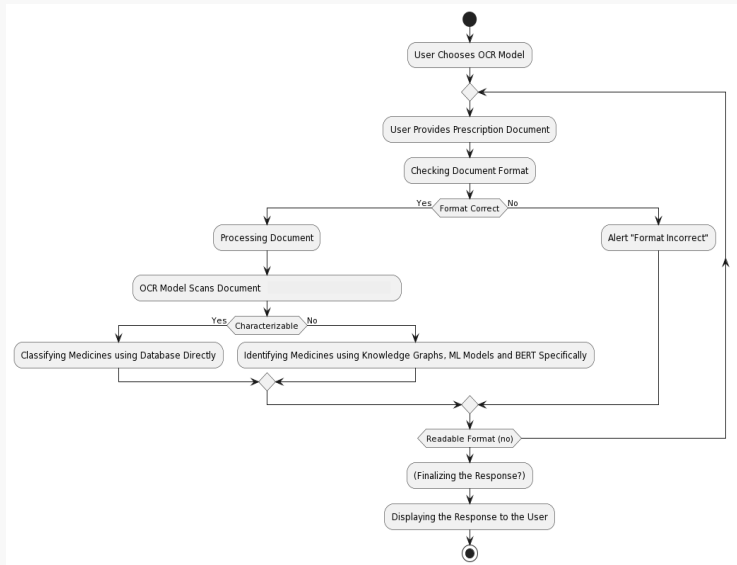 User Chooses OCR Model
User Provides Prescription Document
Checking Document Format
Yes
Format Correct
No
Processing Document
Alert "Format Incorrect"
OCR Model Scans Document
Yes
Characterizable
No
Classifying Medicines using Database Directly
Identifying Medicines using Knowledge Graphs, ML Models and BERT Specifically
Readable Format (no)
(Finalizing the Response?)
Displaying the Response to the User